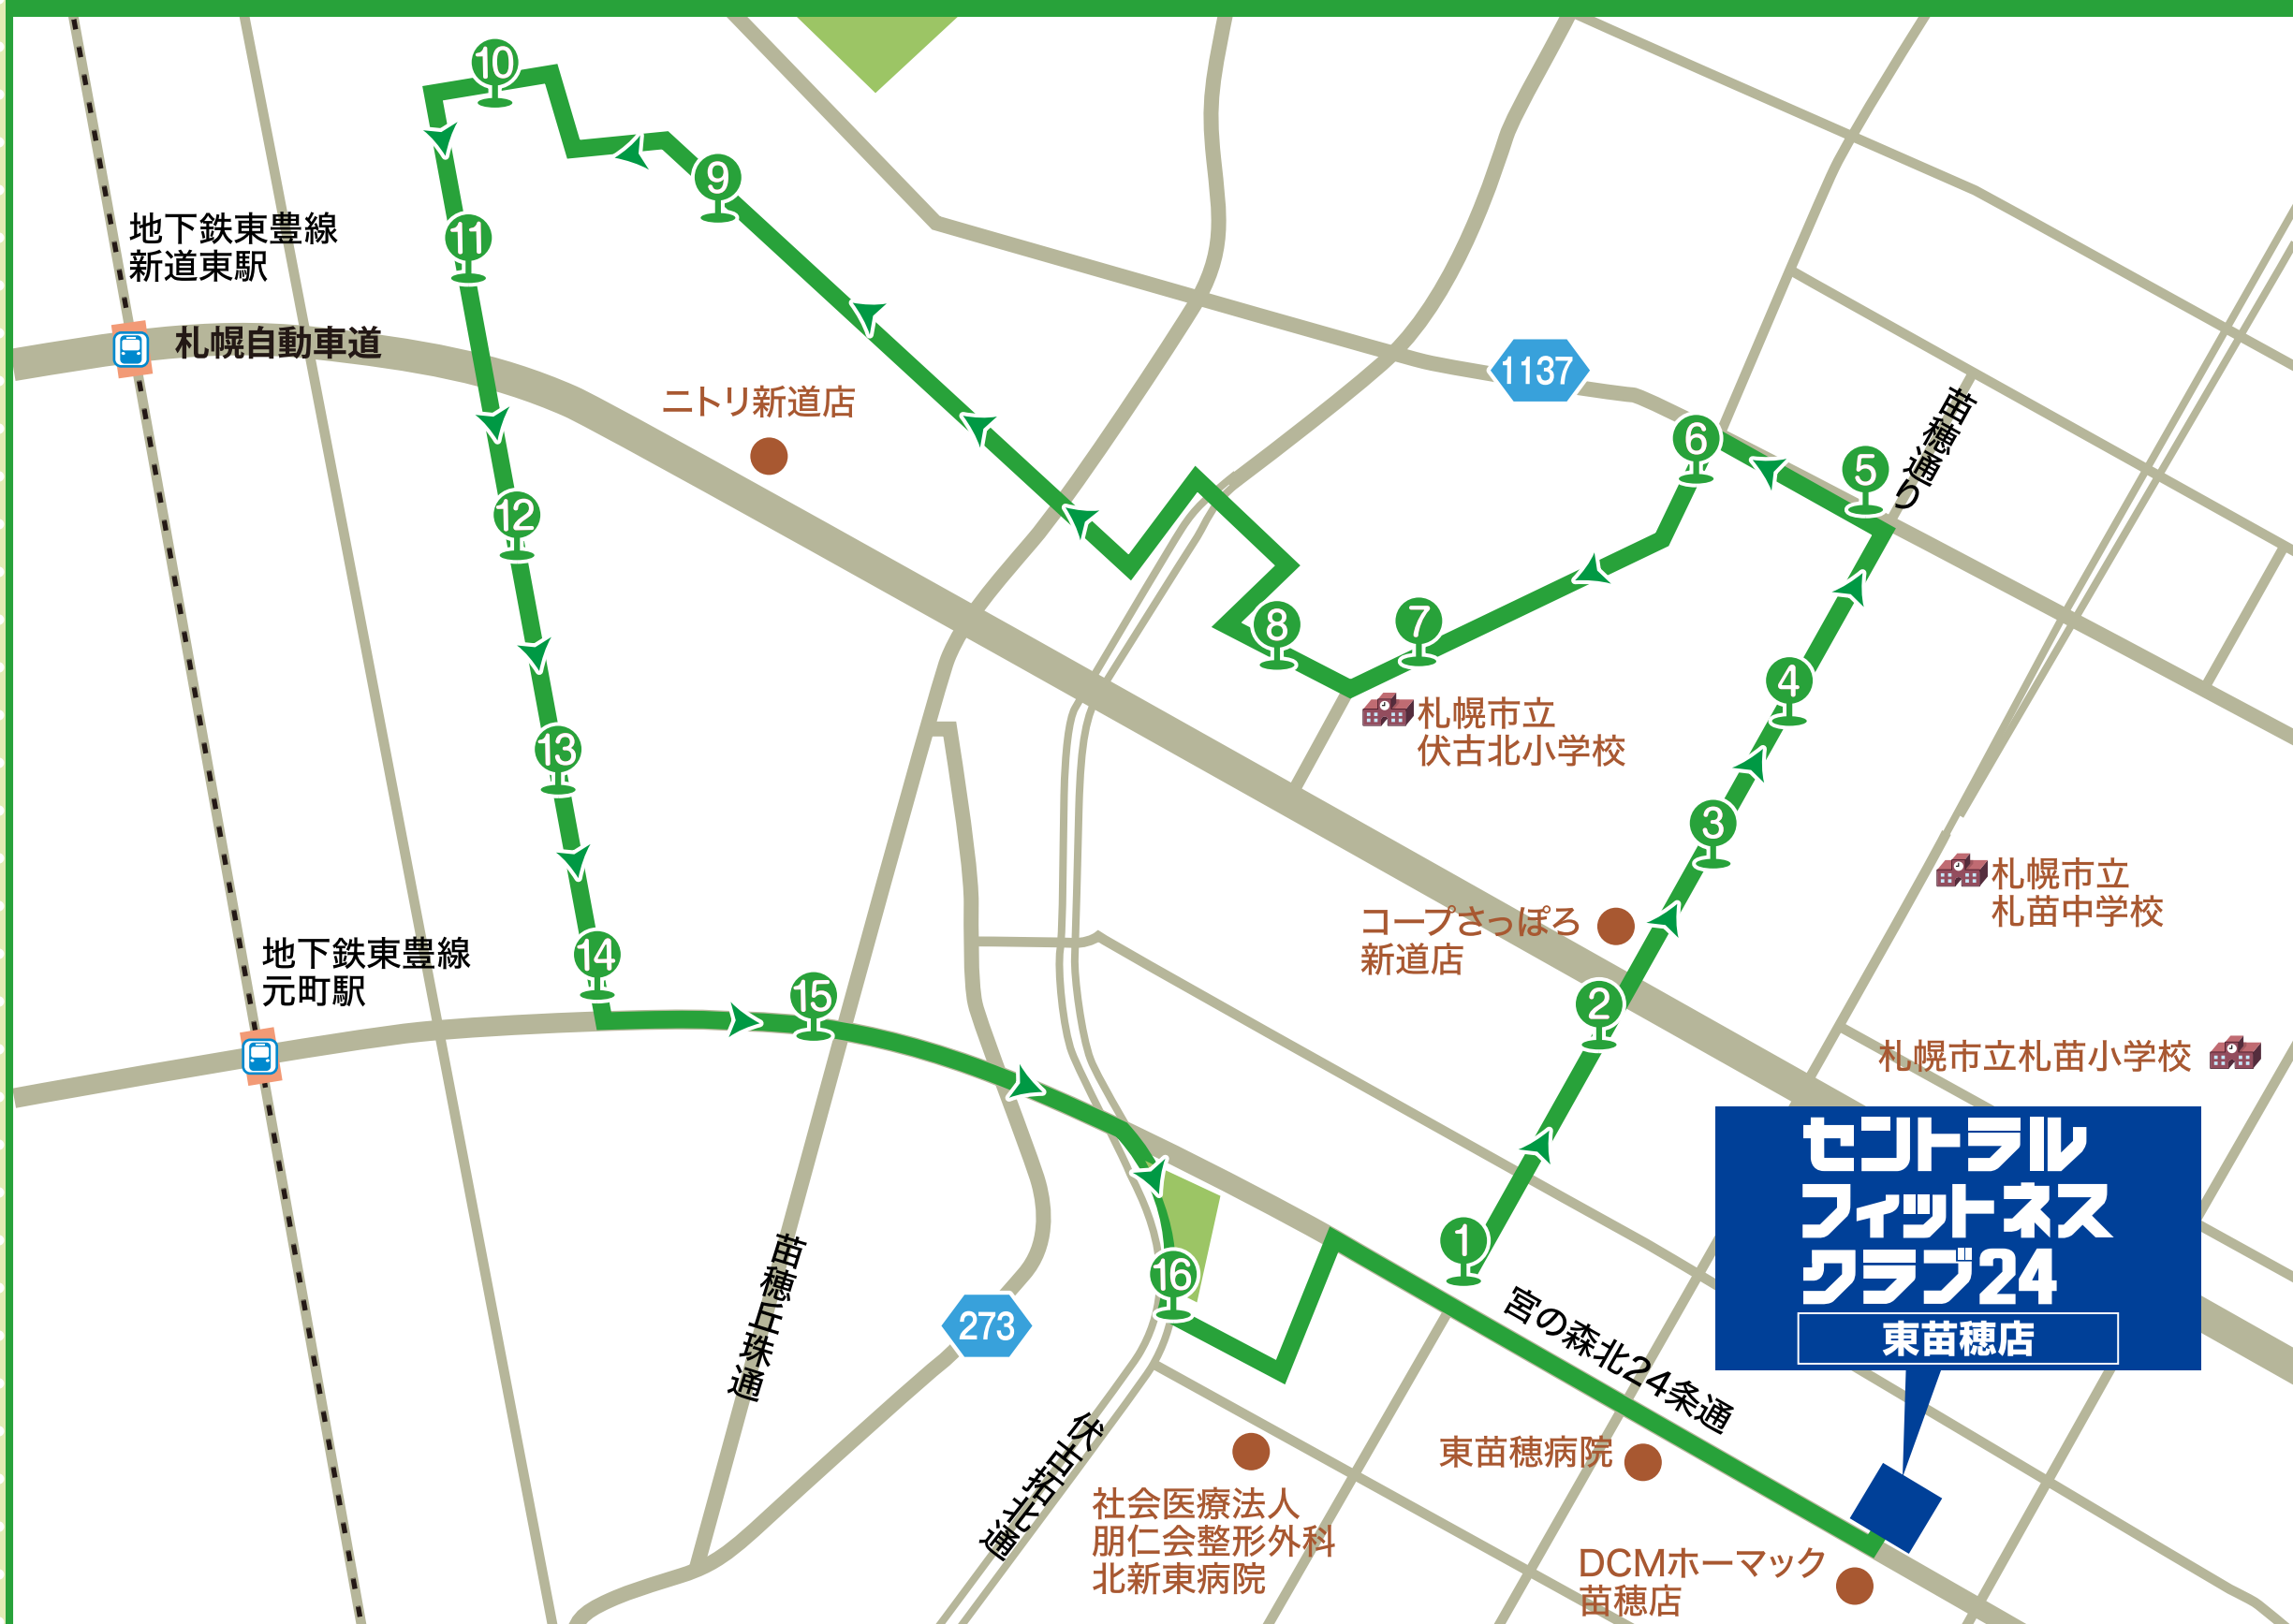 10
9
11
地下鉄東豊線
新道東駅
札幌自動車道
ニトリ新道店
1137
苗穂通り
6
5
12
8
7
4
札幌市立
伏古北小学校
13
3
札幌市立
札苗中学校
コープさっぽろ
新道店
地下鉄東豊線
元町駅
14
15
2
札幌市立札苗小学校
セントラル
フィットネス
クラブ24
東苗穂店
1
16
苗穂丘珠通
273
宮の森北24条通
伏古拓北通
東苗穂病院
社会医療法人
朋仁会整形外科
北新東病院
DCMホーマック
苗穂店